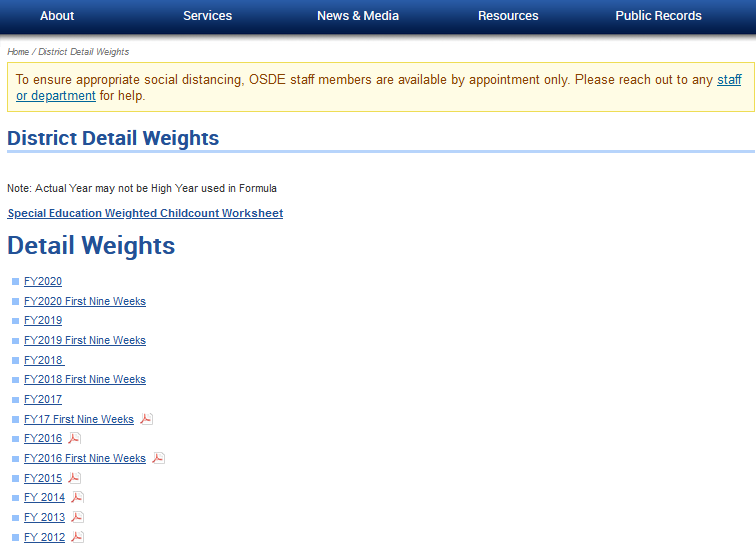 About Services News & Media Resources Public Records
Home / District Detail Weights
To ensure appropriate social distancing, OSDE staff members are available by appointment only. Please reach out to any staff
or department for help.
District Detail Weights
Note: Actual Year may not be High Year used in Formula
Special Education Weighted Childcount Worksheet
Detail Weights
FY2020
FY2020 First Nine Weeks
FY2019
FY2019 First Nine Weeks
FY2018
FY2018 First Nine Weeks
FY2017
FY17 First Nine Weeks
FY2016
FY2016 First Nine Weeks
FY2015
FY 2014
FY 2013
FY 2012